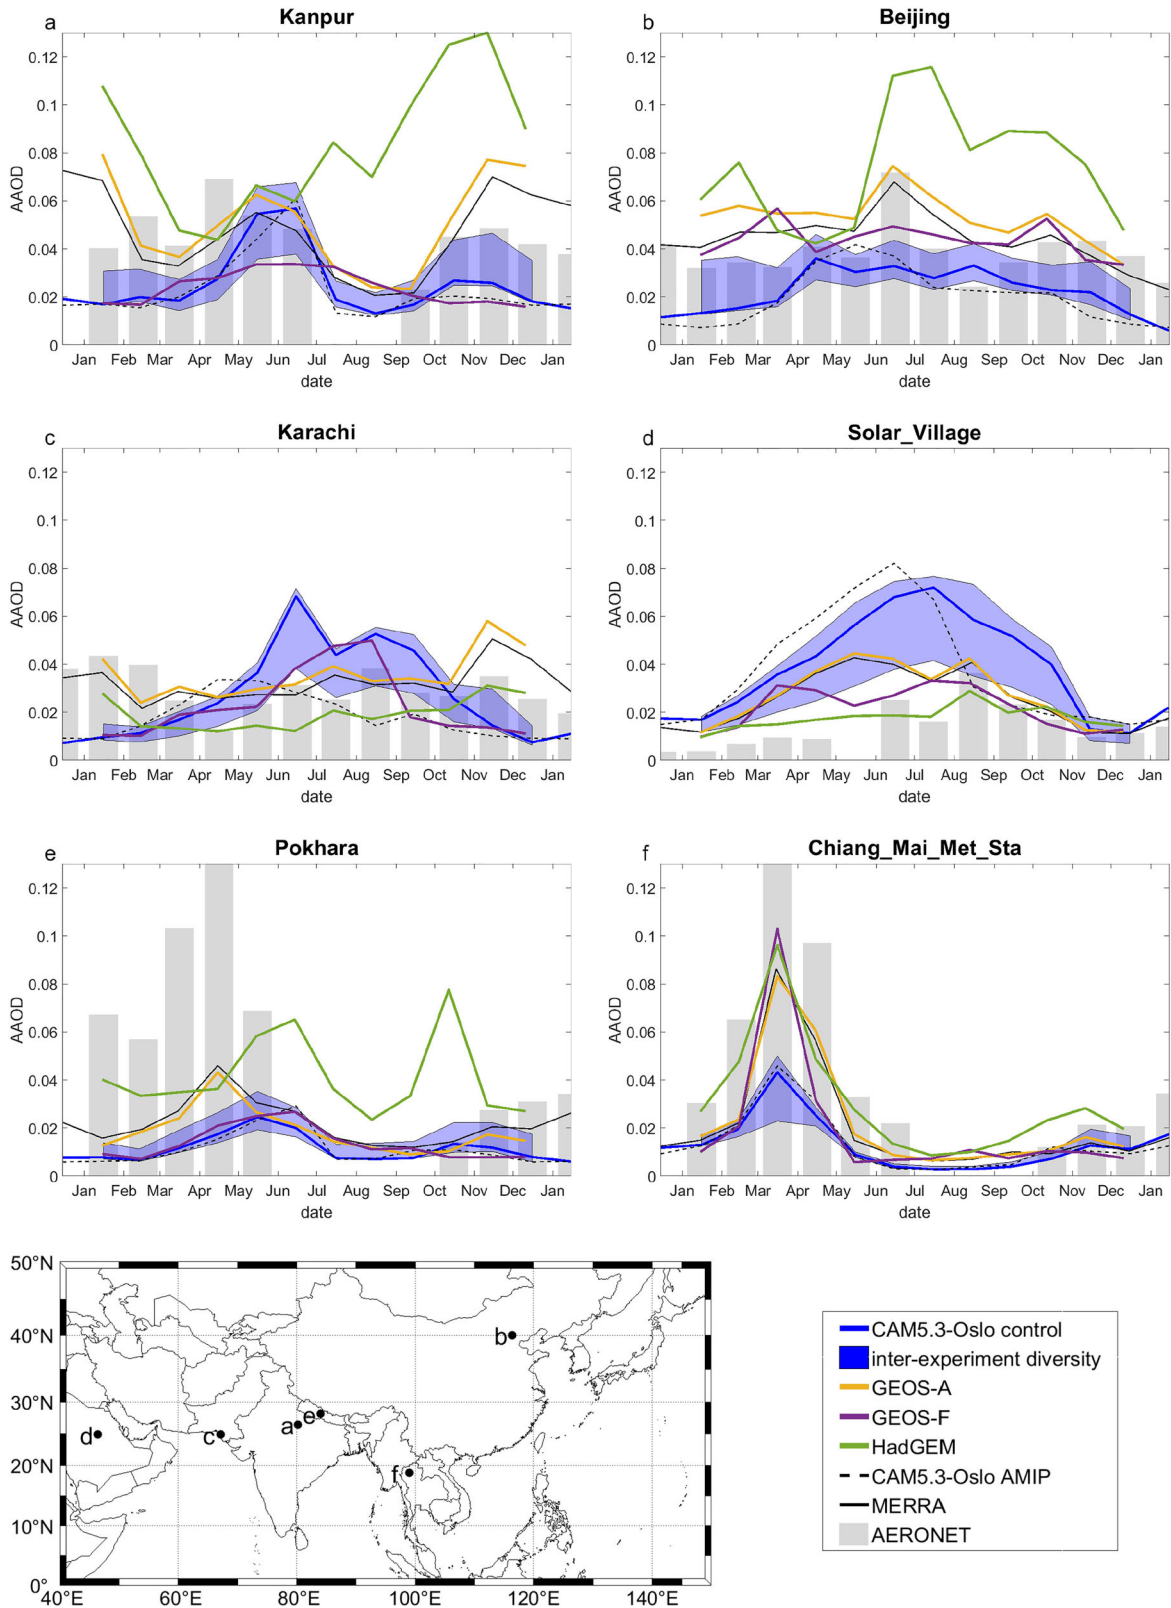 a Kanpur
0.12
0.1
0.08
0.06
0.04
0.02
0
AAOD
Jan Feb Mar Apr May Jun Jul Aug Sep Oct Nov Dec
date
b Beijing
0.12
0.1
0.08
0.06
0.04
0.02
0
AAOD
Jan Feb Mar Apr May Jun Jul Aug Sep Oct Nov Dec Jan
date
c Karachi
0.12
0.1
0.08
0.06
0.04
0.02
0
AAOD
Jan Feb Mar Apr May Jun Jul Aug Sep Oct Nov Dec Jan
date
d Solar_Village
0.12
0.1
0.08
0.06
0.04
0.02
0
AAOD
Jan Feb Mar Apr May Jun Jul Aug Sep Oct Nov Dec Jan
date
e Pokhara
0.12
0.1
0.08
0.06
0.04
0.02
0
AAOD
Jan Feb Mar Apr May Jun Jul Aug Sep Oct Nov Dec Jan
date
f Chiang_Mai_Met_Sta
0.12
0.1
0.08
0.06
0.04
0.02
0
AAOD
Jan Feb Mar Apr May Jun Jul Aug Sep Oct Nov Dec Jan
date
50°N
40°N
30°N
20°N
10°N
0°
40°E 60°E 80°E 100°E 120°E 140°E
b
e
a
d
c
f
CAM5.3-Oslo control
inter-experiment diversity
GEOS-A
GEOS-F
HadGEM
CAM5.3-Oslo AMIP
MERRA
AERONET